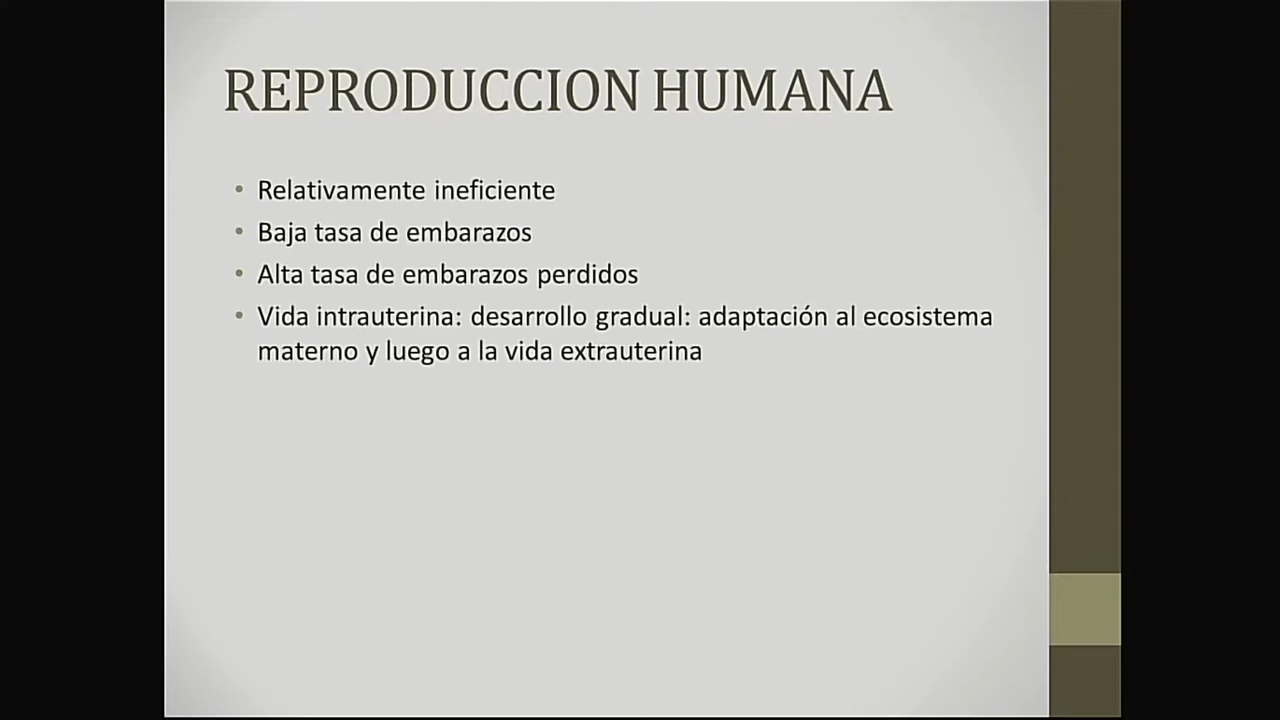 REPRODUCCION HUMANA
• Relativamente ineficiente
• Baja tasa de embarazos
• Alta tasa de embarazos perdidos
• Vida intrauterina: desarrollo gradual: adaptación al ecosistema
materno y luego a la vida extrauterina